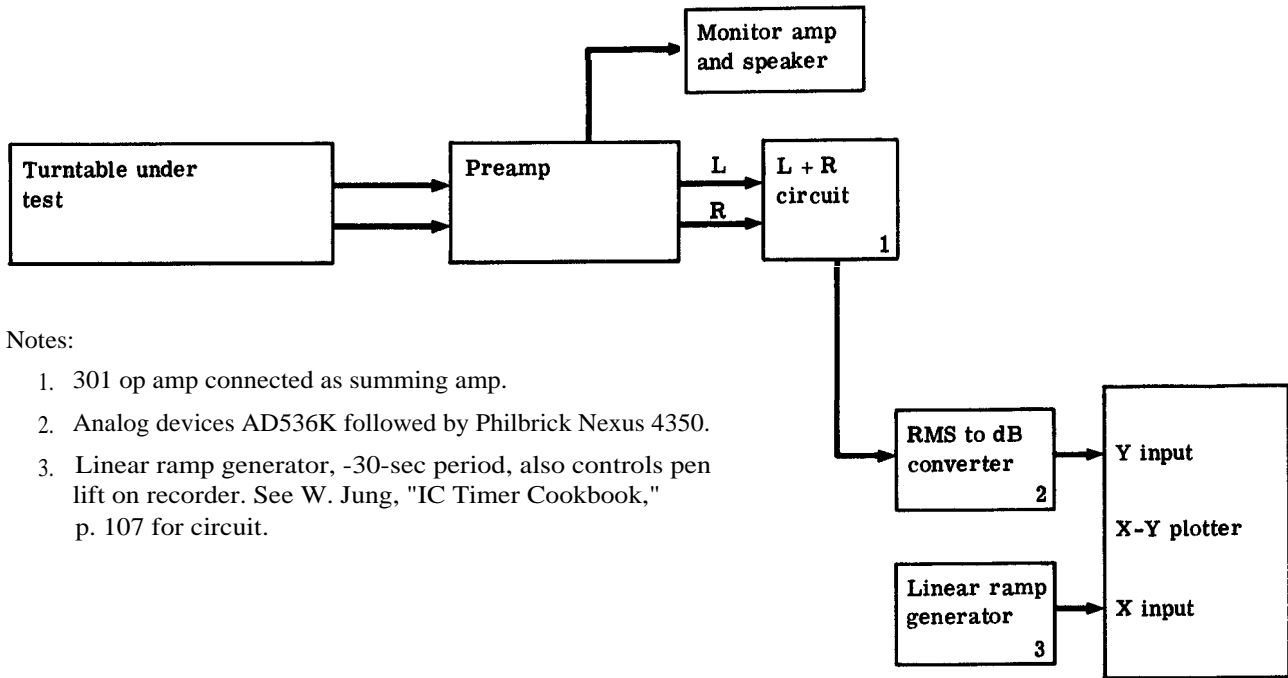 Monitor amp
and speaker
Turntable under
test
Preamp
L
R
L + R
circuit
1
Notes:
1. 301 op amp connected as summing amp.
2. Analog devices AD536K followed by Philbrick Nexus 4350.
3. Linear ramp generator, -30-sec period, also controls pen
lift on recorder. See W. Jung, "IC Timer Cookbook,"
p. 107 for circuit.
RMS to dB
converter
2
Y input
X-Y plotter
X input
Linear ramp
generator
3